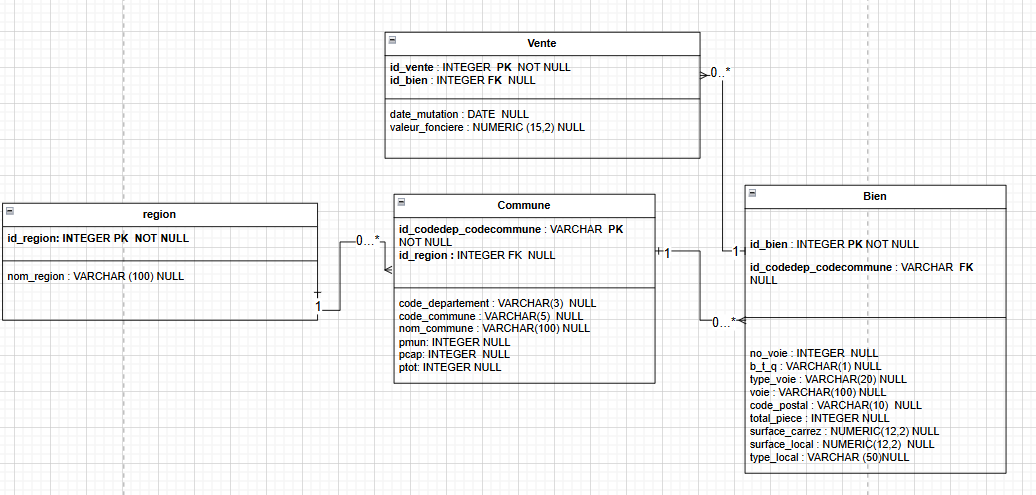 Vente
id_vente : INTEGER PK NOT NULL
id_bien : INTEGER FK NULL
date_mutation : DATE NULL
valeur_fonciere : NUMERIC (15,2) NULL
0..*
region
id_region: INTEGER PK NOT NULL
nom_region : VARCHAR (100) NULL
1
0...*
Commune
id_codedep_codecommune : VARCHAR PK
NOT NULL
id_region : INTEGER FK NULL
code_departement : VARCHAR(3) NULL
code_commune : VARCHAR(5) NULL
nom_commune : VARCHAR(100) NULL
pmun: INTEGER NULL
pcap: INTEGER NULL
ptot: INTEGER NULL
1
0...*
1
Bien
id_bien : INTEGER PK NOT NULL
id_codedep_codecommune : VARCHAR FK
NULL
no_voie : INTEGER NULL
b_t_q : VARCHAR(1) NULL
type_voie : VARCHAR(20) NULL
voie : VARCHAR(100) NULL
code_postal : VARCHAR(10) NULL
total_piece : INTEGER NULL
surface_carrez : NUMERIC(12,2) NULL
surface_local : NUMERIC(12,2) NULL
type_local : VARCHAR (50)NULL